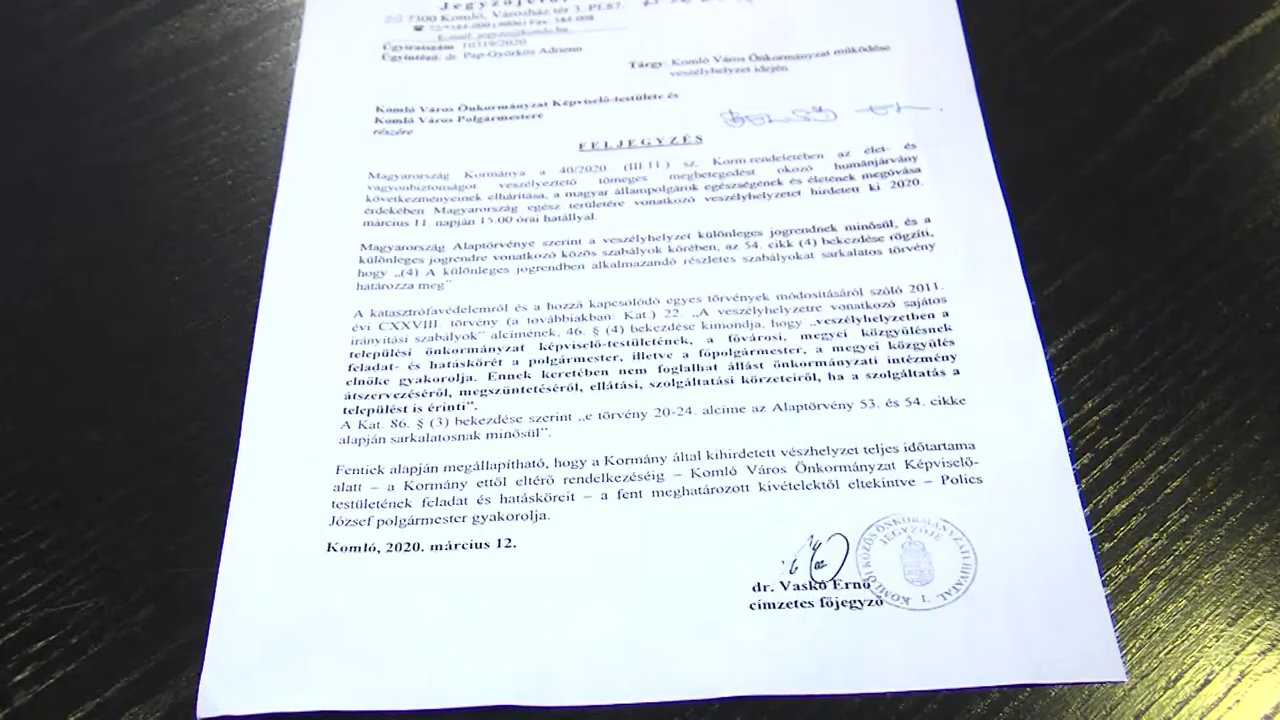 7300 Komló, Városház tér 3. Pf.87.
Ügyiratszám: 10319/2020.
Ügyintéző: dr. Pap-Györkös Adrienn
Tárgy: Komló Város Önkormányzat működése
veszélyhelyzet idején
Komló Város Önkormányzat Képviselő-testülete és
Komló Város Polgármestere
részére
FELJEGYZÉS
Magyarország Kormánya a 40/2020. (III.11.) sz. Korm.rendeletében az élet- és
vagyonbiztonságot veszélyeztető tömeges megbetegedést okozó humánjárvány
következményeinek elhárítása, a magyar állampolgárok egészségének és életének megóvása
érdekében Magyarország egész területére vonatkozó veszélyhelyzetet hirdetett ki 2020.
március 11. napján 15.00 órai hatállyal.
Magyarország Alaptörvénye szerint a veszélyhelyzet különleges jogrendnek minősül, és a
különleges jogrendre vonatkozó közös szabályok körében, az 54. cikk (4) bekezdése rögzíti,
hogy „(4) A különleges jogrendben alkalmazandó részletes szabályokat sarkalatos törvény
határozza meg”
A katasztrófavédelemről és a hozzá kapcsolódó egyes törvények módosításáról szóló 2011.
évi CXXVIII. törvény (a továbbiakban: Kat.) 22. „A veszélyhelyzetre vonatkozó sajátos
irányítási szabályok” alcímének, 46. § (4) bekezdése kimondja, hogy „veszélyhelyzetben a
települési önkormányzat képviselő-testületének, a fővárosi, megyei közgyűlésnek
feladat- és hatáskörét a polgármester, illetve a főpolgármester, a megyei közgyűlés
elnöke gyakorolja. Ennek keretében nem foglalhat állást önkormányzati intézmény
átszervezéséről, megszüntetéséről, ellátási, szolgáltatási körzeteiről, ha a szolgáltatás a
települést is érinti”.
A Kat. 86. § (3) bekezdése szerint „e törvény 20-24. alcíme az Alaptörvény 53. és 54. cikke
alapján sarkalatosnak minősül”.
Fentiek alapján megállapítható, hogy a Kormány által kihirdetett vészhelyzet teljes időtartama
alatt – a Kormány ettől eltérő rendelkezéséig – Komló Város Önkormányzat Képviselő-
testületének feladat és hatásköreit – a fent meghatározott kivételektől eltekintve – Polics
József polgármester gyakorolja.
Komló, 2020. március 12.
dr. Vaskó Ernő
címzetes főjegyző
KOMLÓI KÖZÖS ÖNKORMÁNYZATI HIVATAL 1.
JEGYZŐJE